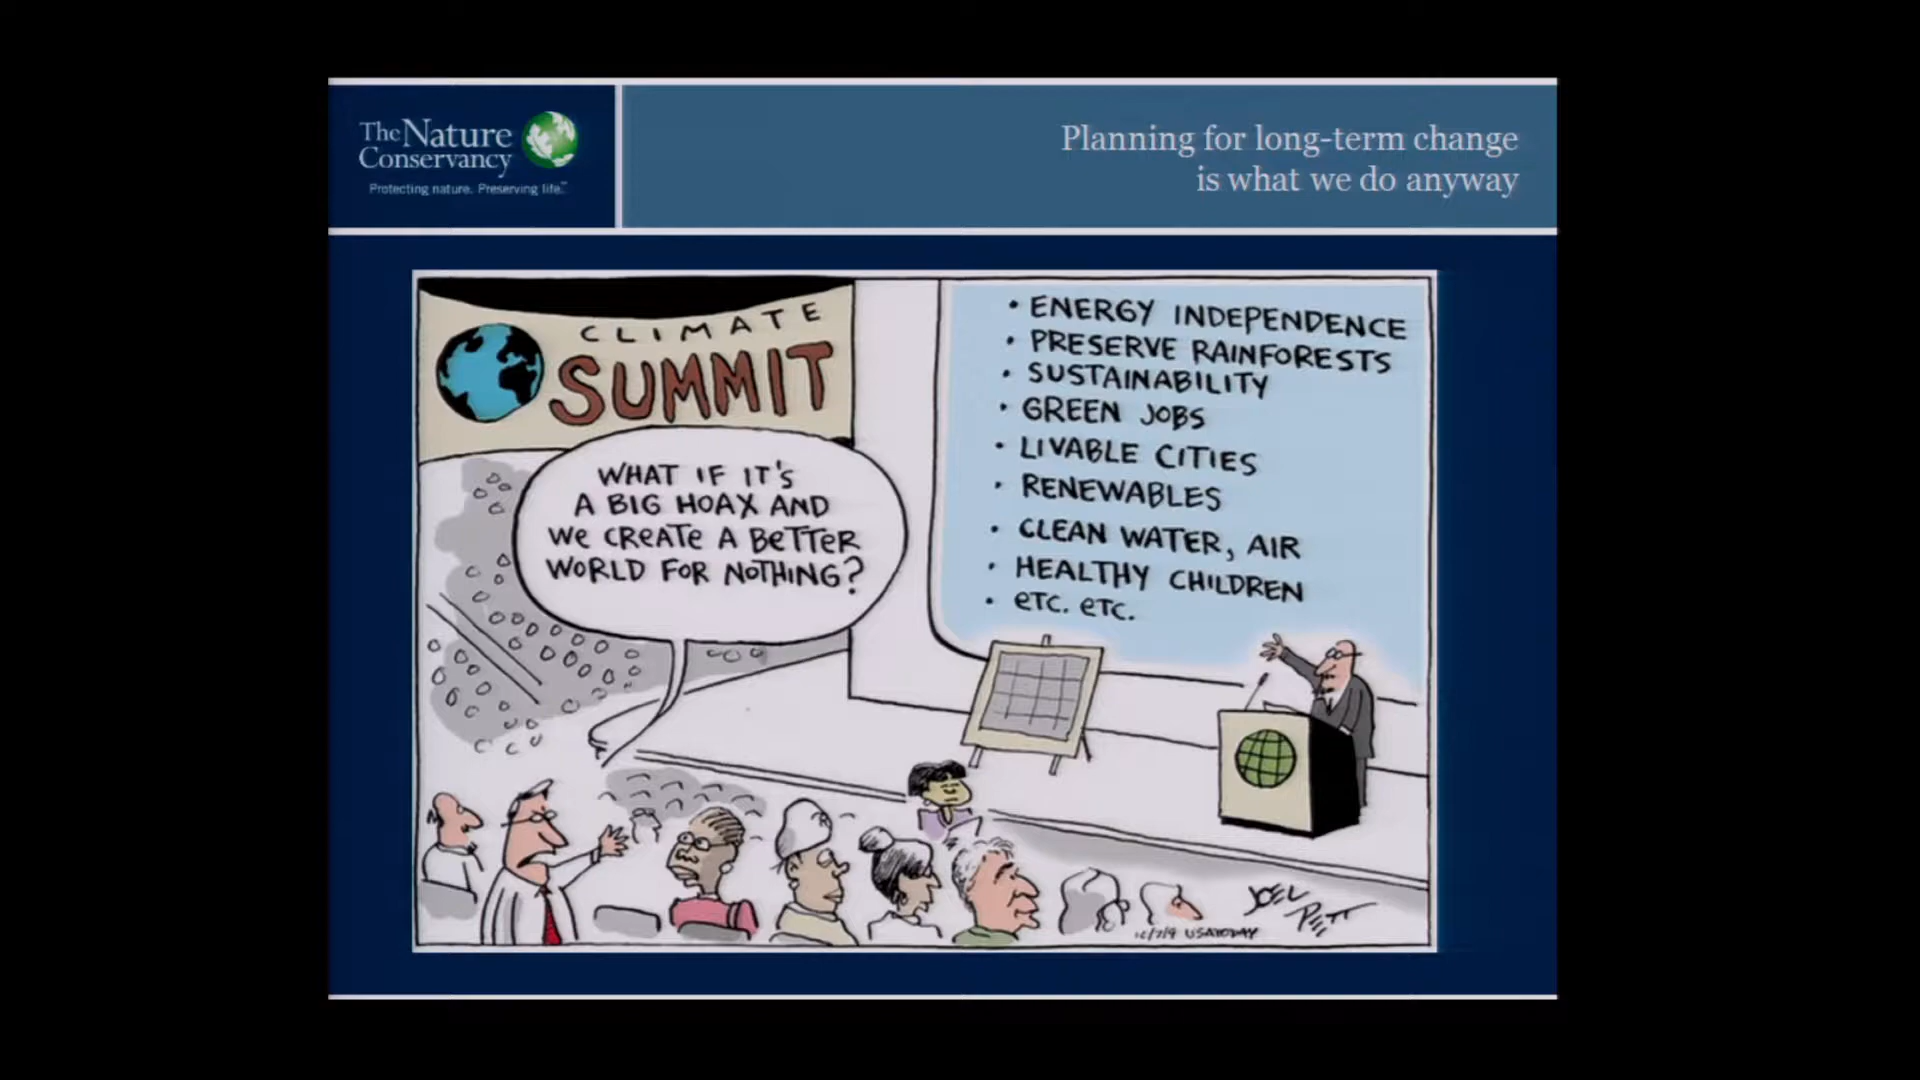 The Nature
Conservancy
Protecting nature. Preserving life.™
Planning for long-term change
is what we do anyway
CLIMATE
SUMMIT
WHAT IF IT'S
A BIG HOAX AND
WE CREATE A BETTER
WORLD FOR NOTHING?
• ENERGY INDEPENDENCE
• PRESERVE RAINFORESTS
• SUSTAINABILITY
• GREEN JOBS
• LIVABLE CITIES
• RENEWABLES
• CLEAN WATER, AIR
• HEALTHY CHILDREN
• ETC. ETC.
JOEL
PETT
USA TODAY